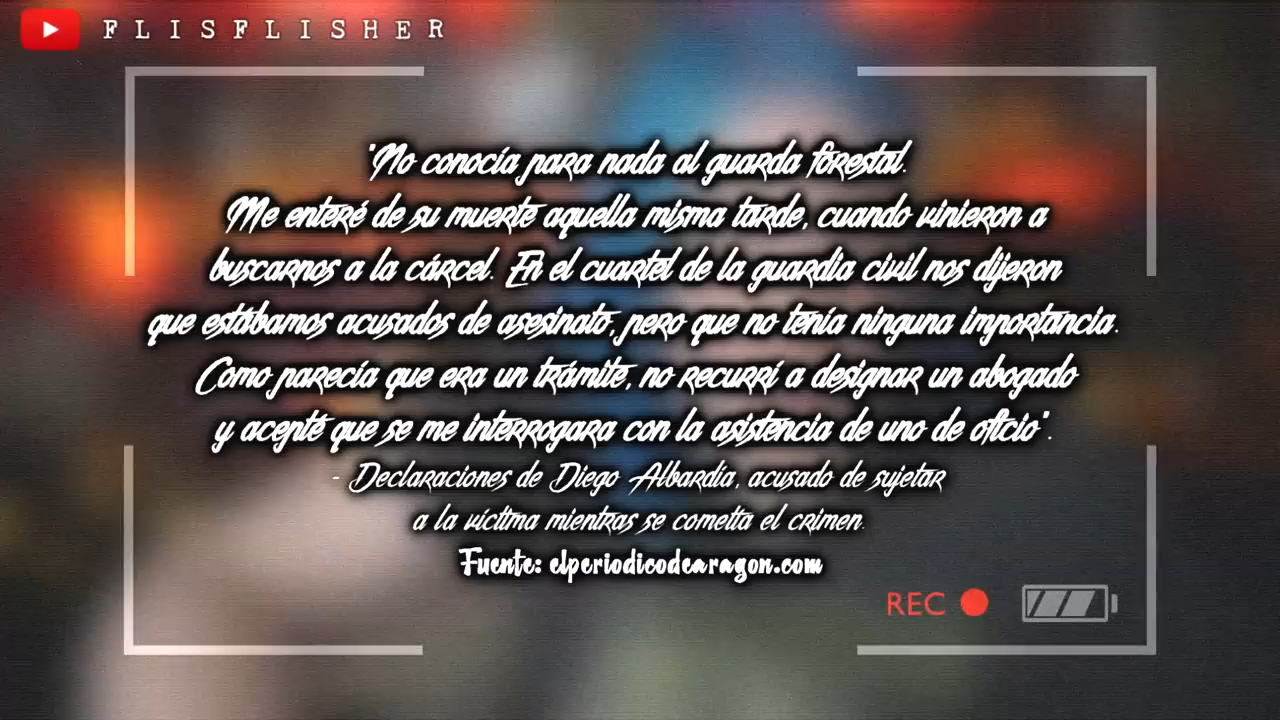 FLISFLISHER
"No conocía para nada al guarda forestal.
Me enteré de su muerte aquella misma tarde, cuando vinieron a
buscarnos a la cárcel. En el cuartel de la guardia civil nos dijeron
que estábamos acusados de asesinato, pero que no tenía ninguna importancia.
Como parecía que era un trámite, no recurrí a designar un abogado
y acepté que se me interrogara con la asistencia de uno de oficio".
- Declaraciones de Diego Albardía, acusado de sujetar
a la víctima mientras se cometía el crimen.
Fuente: elperiodicodearagon.com
REC